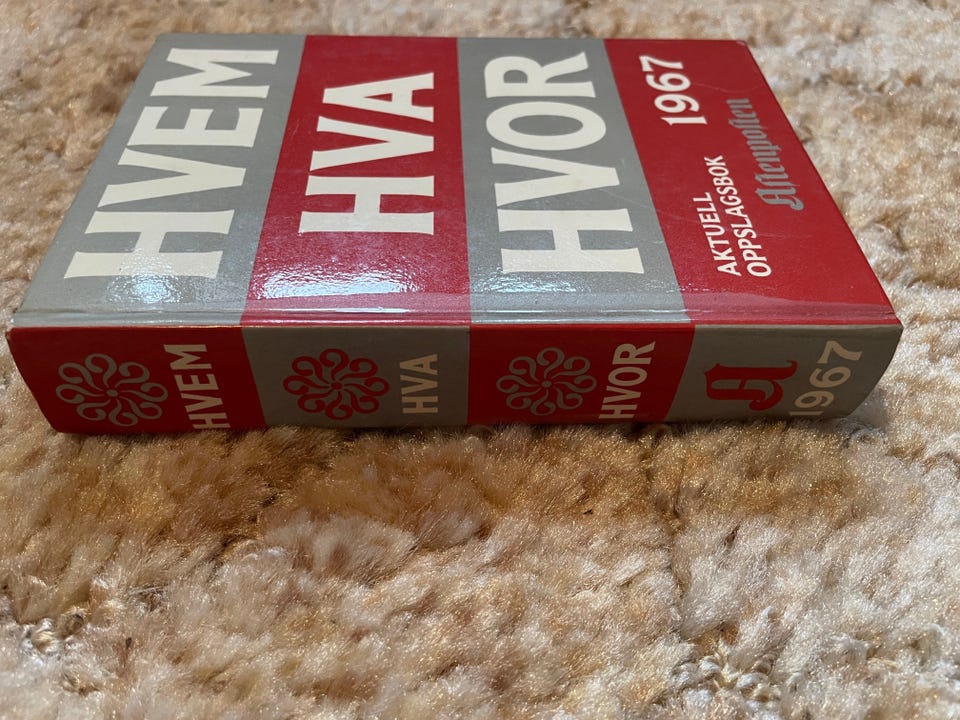 HVEM
HVA
HVOR
1967
AKTUELL
OPPSLAGSBOK
Aftenposten
HVEM
HVA
HVOR
A
1967